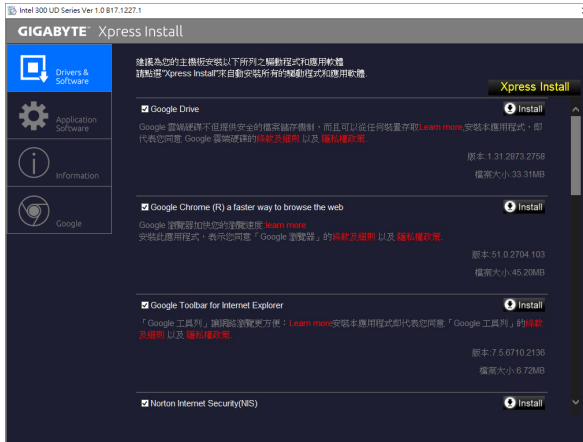 Intel 300 UD Series Ver 1.0 B17.1227.1
GIGABYTE™ Xpress Install
Drivers &
Software
Application
Software
Information
Google
建議為您的主機板安裝以下所列之驅動程式和應用軟體
請點選"Xpress Install"來自動安裝所有的驅動程式和應用軟體.
Xpress Install
Google Drive
Install
Google 雲端硬碟不但提供安全的檔案儲存機制，而且可以從任何裝置存取Learn more,安裝本應用程式，即
代表您同意 Google 雲端硬碟的條款及細則 以及 隱私權政策.
版本:1.31.2873.2758
檔案大小:33.31MB
Google Chrome (R) a faster way to browse the web
Install
Google 瀏覽器加快您的瀏覽速度.learn more
安裝此應用程式，表示您同意「Google 瀏覽器」的條款及細則 以及 隱私權政策.
版本:51.0.2704.103
檔案大小:45.20MB
Google Toolbar for Internet Explorer
Install
「Google 工具列」讓網絡瀏覽更方便：Learn more安裝本應用程式即代表您同意「Google 工具列」的條款
及細則 以及 隱私權政策.
版本:7.5.6710.2136
檔案大小:6.72MB
Norton Internet Security(NIS)
Install